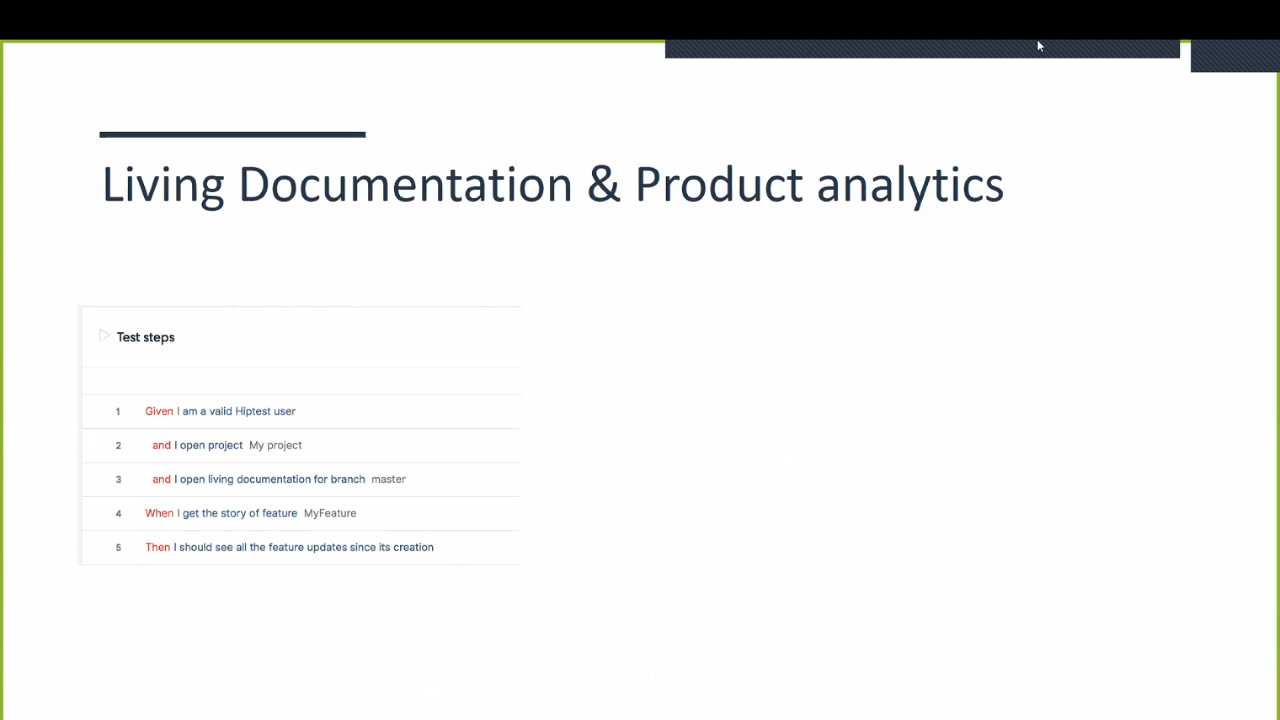 Living Documentation & Product analytics
Test steps
1 Given I am a valid Hiptest user
2 and I open project My project
3 and I open living documentation for branch master
4 When I get the story of feature MyFeature
5 Then I should see all the feature updates since its creation